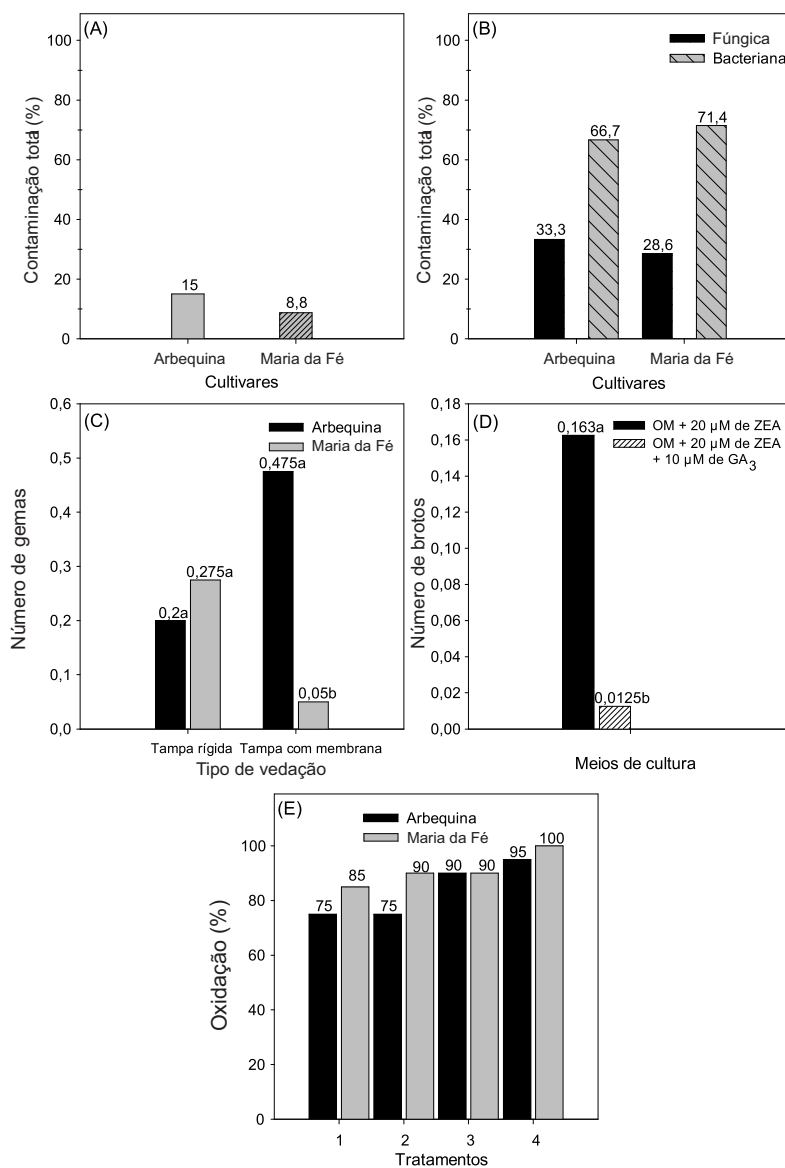 (A)
100
80
60
40
20
0
Contaminação total (%)
15
8,8
Arbequina
Maria da Fé
Cultivares
(B)
Fúngica
Bacteriana
100
80
60
40
20
0
Contaminação total (%)
33,3
66,7
28,6
71,4
Arbequina
Maria da Fé
Cultivares
(C)
Arbequina
Maria da Fé
0,6
0,5
0,4
0,3
0,2
0,1
0,0
Número de gemas
0,2a
0,275a
0,475a
0,05b
Tampa rígida
Tampa com membrana
Tipo de vedação
(D)
OM + 20 µM de ZEA
OM + 20 µM de ZEA
+ 10 µM de GA3
0,18
0,16
0,14
0,12
0,10
0,08
0,06
0,04
0,02
0,00
Número de brotos
0,163a
0,0125b
Meios de cultura
(E)
Arbequina
Maria da Fé
100
80
60
40
20
0
Oxidação (%)
75
85
75
90
90
90
95
100
1
2
3
4
Tratamentos